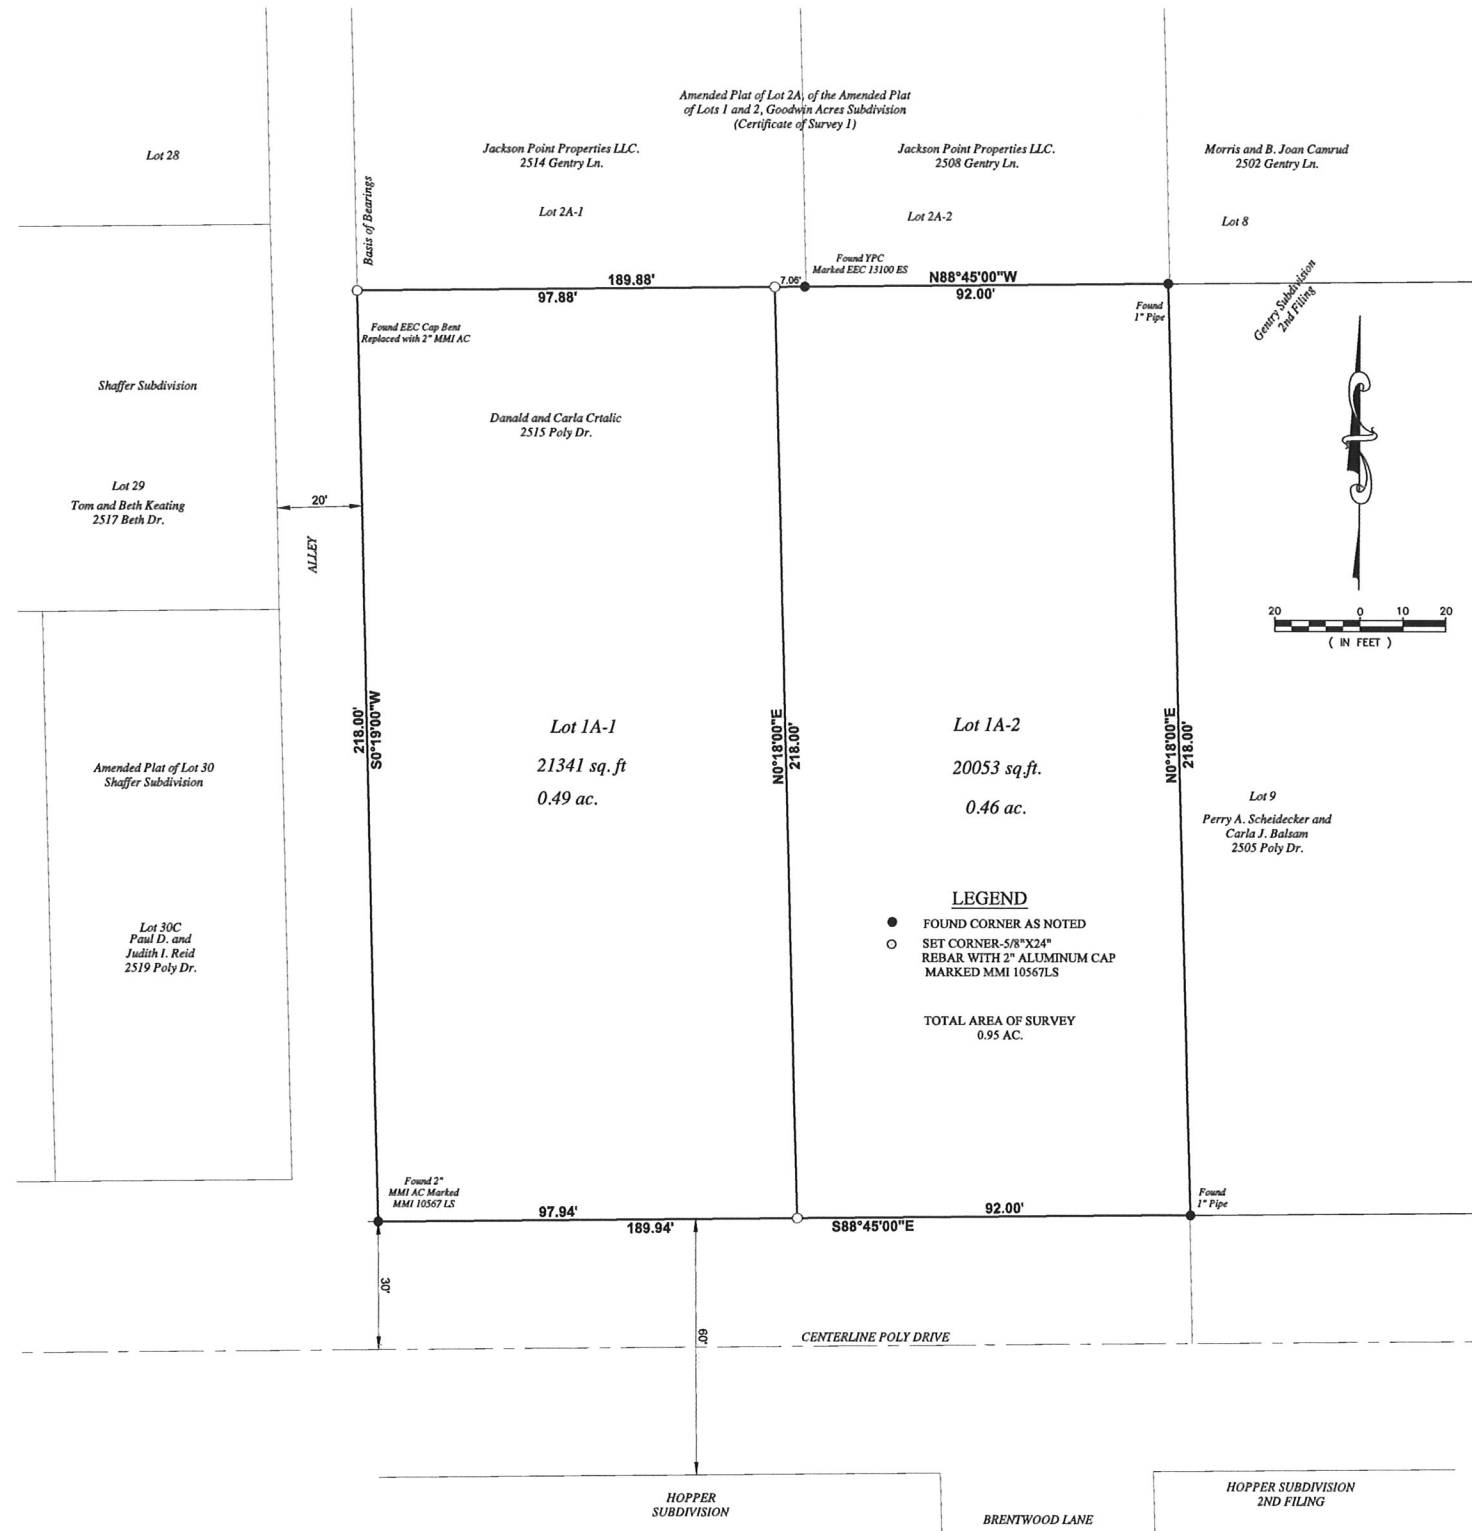 Amended Plat of Lot 2A, of the Amended Plat
of Lots 1 and 2, Goodwin Acres Subdivision
(Certificate of Survey 1)
Lot 28
Jackson Point Properties LLC.
2514 Gentry Ln.
Jackson Point Properties LLC.
2508 Gentry Ln.
Morris and B. Joan Camrud
2502 Gentry Ln.
Basis of Bearings
Lot 2A-1
Lot 2A-2
Lot 8
Found YPC
Marked EEC 13100 ES
189.88'
7.06'
N88°45'00"W
97.88'
92.00'
Found
1" Pipe
Gentry Subdivision
2nd Filing
Found EEC Cap Bent
Replaced with 2" MMI AC
Shaffer Subdivision
Danald and Carla Crtalic
2515 Poly Dr.
Lot 29
Tom and Beth Keating
2517 Beth Dr.
20'
ALLEY
20 0 10 20
( IN FEET )
218.00'
S0°19'00"W
Lot 1A-1
21341 sq.ft
0.49 ac.
N0°18'00"E
218.00'
Lot 1A-2
20053 sq.ft.
0.46 ac.
N0°18'00"E
218.00'
Amended Plat of Lot 30
Shaffer Subdivision
Lot 9
Perry A. Scheidecker and
Carla J. Balsam
2505 Poly Dr.
LEGEND
FOUND CORNER AS NOTED
SET CORNER-5/8"X24"
REBAR WITH 2" ALUMINUM CAP
MARKED MMI 10567LS
TOTAL AREA OF SURVEY
0.95 AC.
Lot 30C
Paul D. and
Judith I. Reid
2519 Poly Dr.
Found 2"
MMI AC Marked
MMI 10567 LS
Found
1" Pipe
97.94'
92.00'
189.94'
S88°45'00"E
30'
60'
CENTERLINE POLY DRIVE
HOPPER
SUBDIVISION
BRENTWOOD LANE
HOPPER SUBDIVISION
2ND FILING